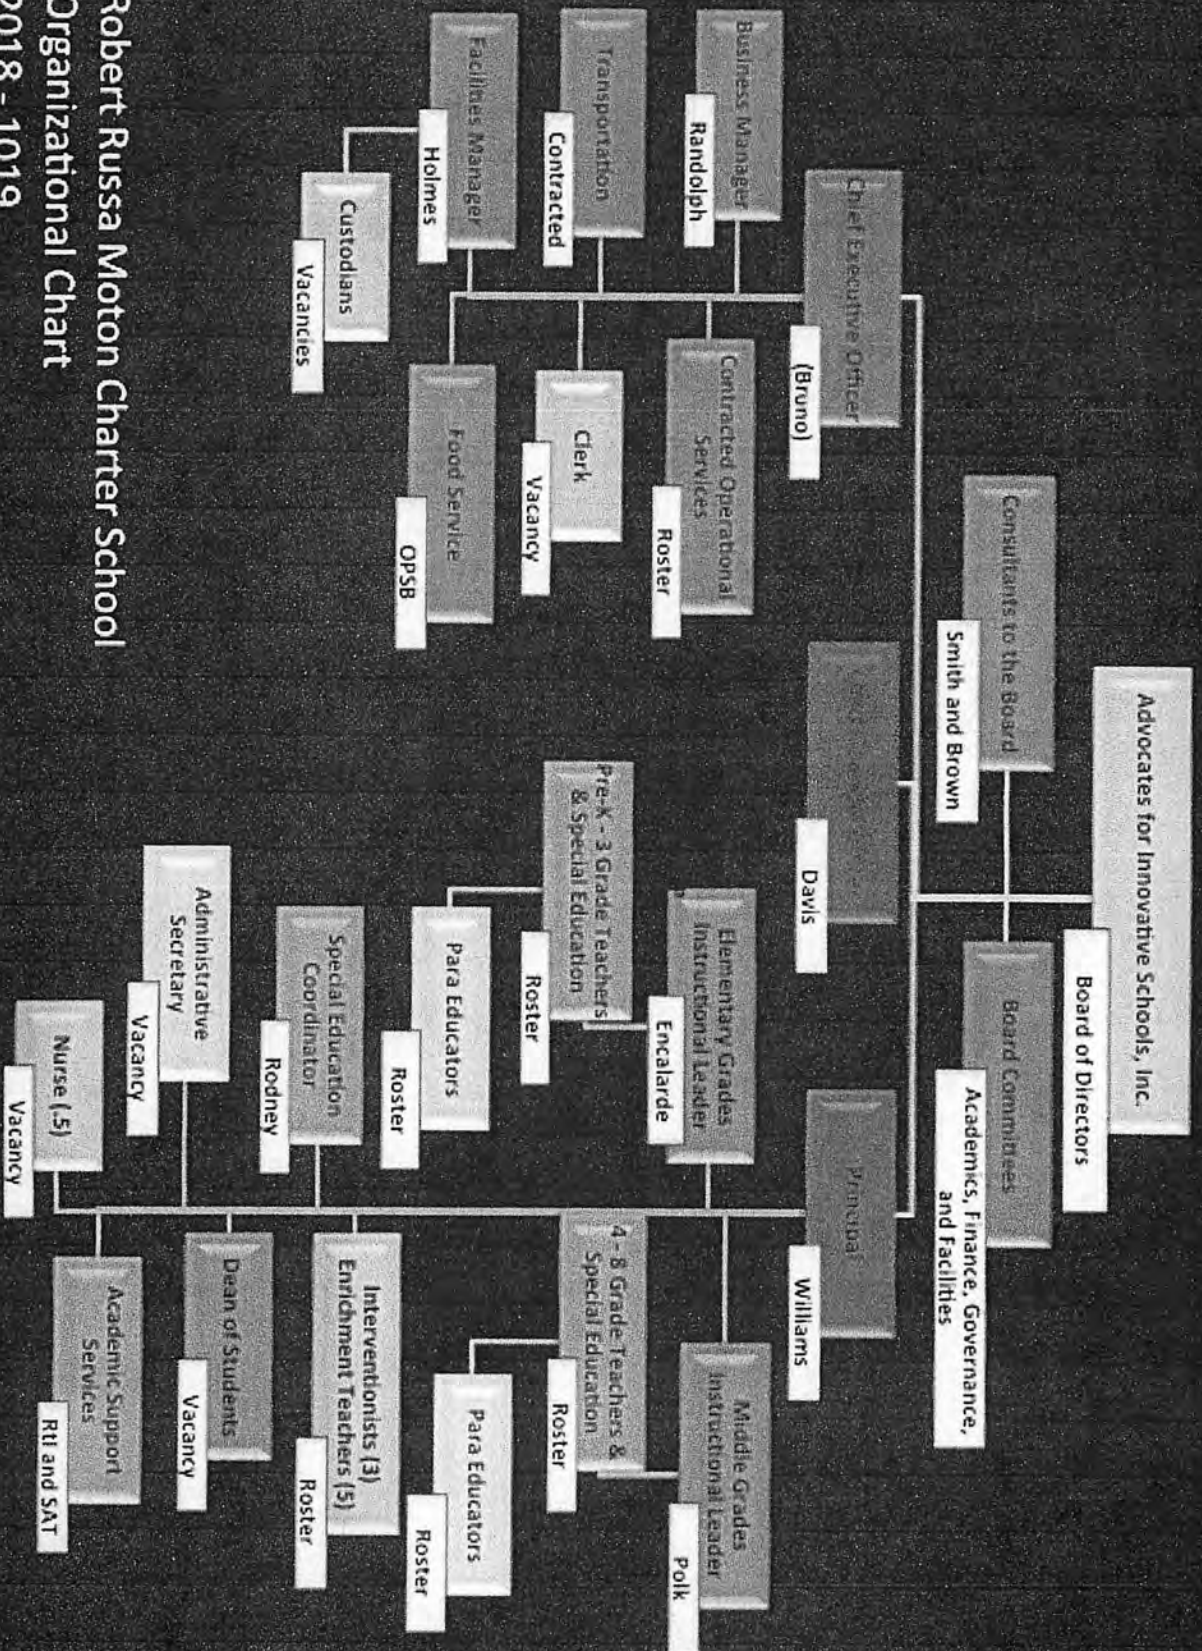 Advocates for Innovative Schools, Inc.
Board of Directors
Consultants to the Board
Smith and Brown
Board Committees
Academics, Finance, Governance,
and Facilities
Chief Executive Officer
(Bruno)
Davis
Principal
Williams
Business Manager
Randolph
Contracted Operational
Services
Roster
Transportation
Contracted
Clerk
Vacancy
Facilities Manager
Holmes
Food Service
OPSB
Custodians
Vacancies
Elementary Grades
Instructional Leader
Encalarde
Middle Grades
Instructional Leader
Polk
Pre-K - 3 Grade Teachers
& Special Education
Roster
4 - 8 Grade Teachers &
Special Education
Roster
Para Educators
Roster
Para Educators
Roster
Special Education
Coordinator
Rodney
Interventionists (3)
Enrichment Teachers (5)
Roster
Administrative
Secretary
Vacancy
Dean of Students
Vacancy
Nurse (.5)
Vacancy
Academic Support
Services
RtI and SAT
Robert Russa Moton Charter School
Organizational Chart
2018 - 1019